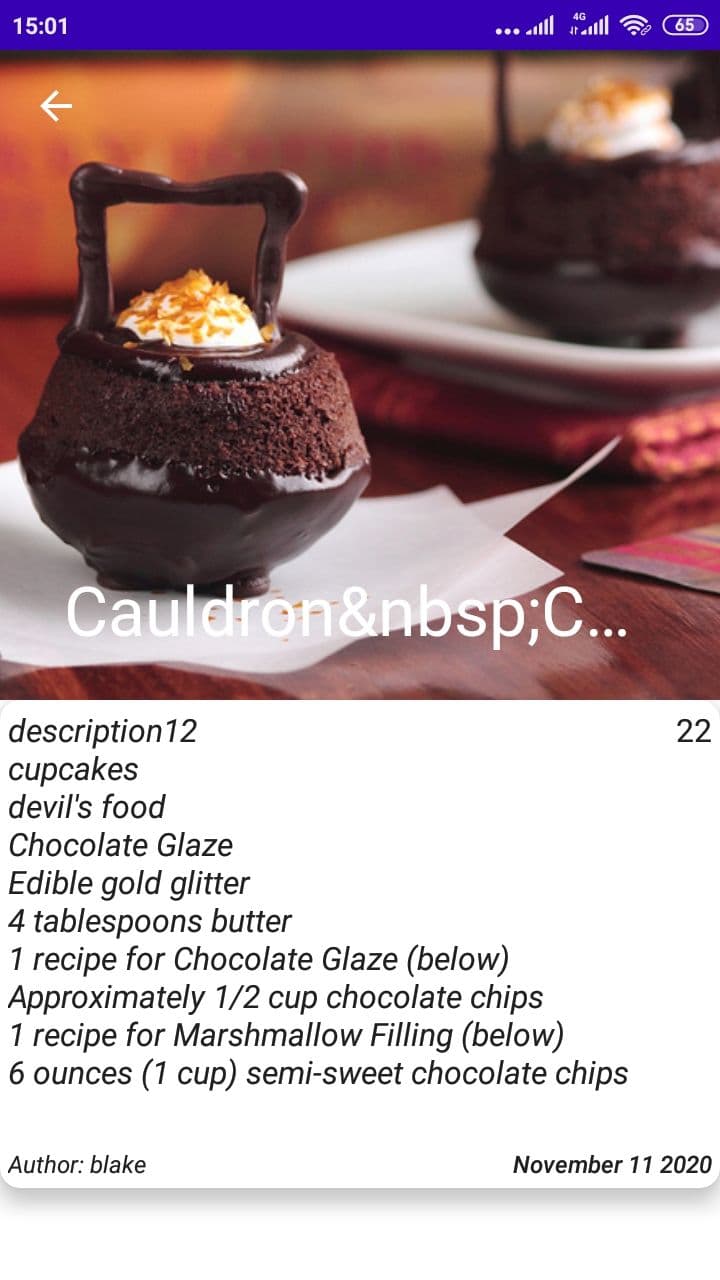 15:01
4G
65
Cauldron&nbsp;C...
description12
22
cupcakes
devil's food
Chocolate Glaze
Edible gold glitter
4 tablespoons butter
1 recipe for Chocolate Glaze (below)
Approximately 1/2 cup chocolate chips
1 recipe for Marshmallow Filling (below)
6 ounces (1 cup) semi-sweet chocolate chips
Author: blake
November 11 2020